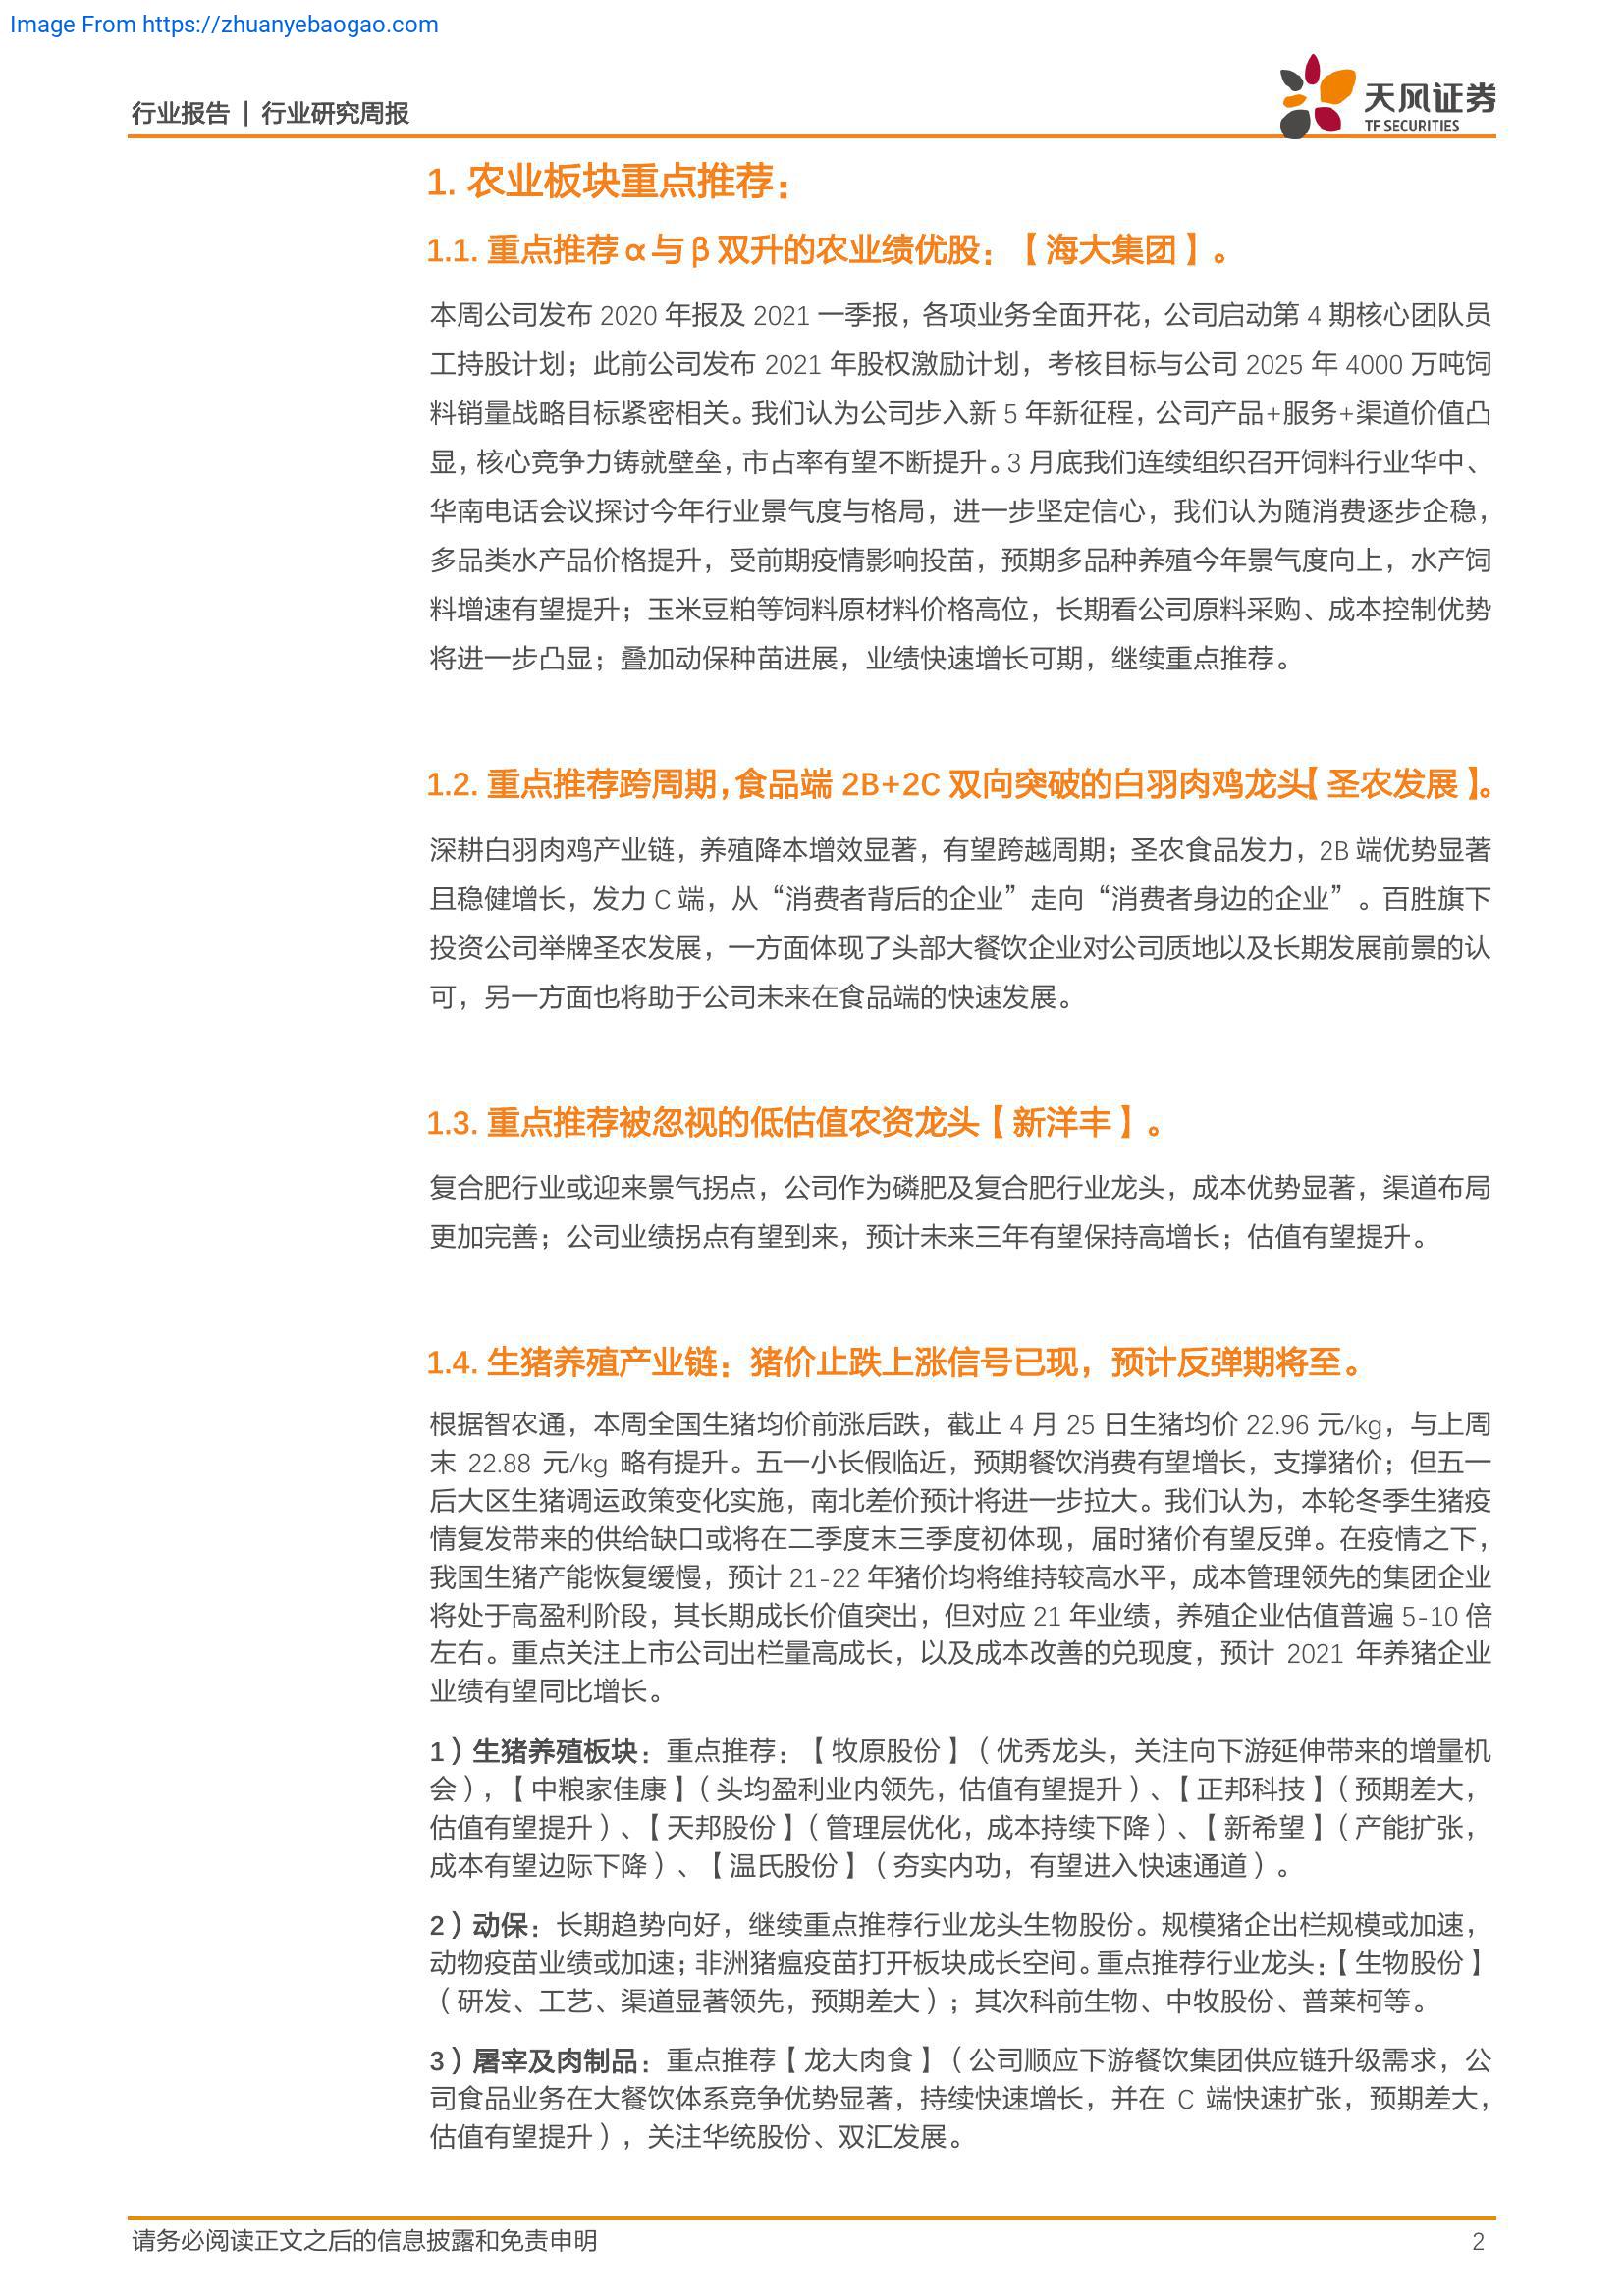 Image From https://zhuanyebaogao.com
行业报告 | 行业研究周报
天风证券
TF SECURITIES
1. 农业板块重点推荐：
1.1. 重点推荐α与β双升的农业绩优股：【海大集团】。
本周公司发布 2020 年报及 2021 一季报，各项业务全面开花，公司启动第 4 期核心团队员
工持股计划；此前公司发布 2021 年股权激励计划，考核目标与公司 2025 年 4000 万吨饲
料销量战略目标紧密相关。我们认为公司步入新 5 年新征程，公司产品+服务+渠道价值凸
显，核心竞争力铸就壁垒，市占率有望不断提升。3 月底我们连续组织召开饲料行业华中、
华南电话会议探讨今年行业景气度与格局，进一步坚定信心，我们认为随消费逐步企稳，
多品类水产品价格提升，受前期疫情影响投苗，预期多品种养殖今年景气度向上，水产饲
料增速有望提升；玉米豆粕等饲料原材料价格高位，长期看公司原料采购、成本控制优势
将进一步凸显；叠加动保种苗进展，业绩快速增长可期，继续重点推荐。
1.2. 重点推荐跨周期，食品端 2B+2C 双向突破的白羽肉鸡龙头【圣农发展】。
深耕白羽肉鸡产业链，养殖降本增效显著，有望跨越周期；圣农食品发力，2B 端优势显著
且稳健增长，发力 C 端，从“消费者背后的企业”走向“消费者身边的企业”。百胜旗下
投资公司举牌圣农发展，一方面体现了头部大餐饮企业对公司质地以及长期发展前景的认
可，另一方面也将助于公司未来在食品端的快速发展。
1.3. 重点推荐被忽视的低估值农资龙头【新洋丰】。
复合肥行业或迎来景气拐点，公司作为磷肥及复合肥行业龙头，成本优势显著，渠道布局
更加完善；公司业绩拐点有望到来，预计未来三年有望保持高增长；估值有望提升。
1.4. 生猪养殖产业链：猪价止跌上涨信号已现，预计反弹期将至。
根据智农通，本周全国生猪均价前涨后跌，截止 4 月 25 日生猪均价 22.96 元/kg，与上周
末 22.88 元/kg 略有提升。五一小长假临近，预期餐饮消费有望增长，支撑猪价；但五一
后大区生猪调运政策变化实施，南北差价预计将进一步拉大。我们认为，本轮冬季生猪疫
情复发带来的供给缺口或将在二季度末三季度初体现，届时猪价有望反弹。在疫情之下，
我国生猪产能恢复缓慢，预计 21-22 年猪价均将维持较高水平，成本管理领先的集团企业
将处于高盈利阶段，其长期成长价值突出，但对应 21 年业绩，养殖企业估值普遍 5-10 倍
左右。重点关注上市公司出栏量高成长，以及成本改善的兑现度，预计 2021 年养猪企业
业绩有望同比增长。
1）生猪养殖板块：重点推荐：【牧原股份】（优秀龙头，关注向下游延伸带来的增量机
会），【中粮家佳康】（头均盈利业内领先，估值有望提升）、【正邦科技】（预期差大，
估值有望提升）、【天邦股份】（管理层优化，成本持续下降）、【新希望】（产能扩张，
成本有望边际下降）、【温氏股份】（夯实内功，有望进入快速通道）。
2）动保：长期趋势向好，继续重点推荐行业龙头生物股份。规模猪企出栏规模或加速，
动物疫苗业绩或加速；非洲猪瘟疫苗打开板块成长空间。重点推荐行业龙头：【生物股份】
（研发、工艺、渠道显著领先，预期差大）；其次科前生物、中牧股份、普莱柯等。
3）屠宰及肉制品：重点推荐【龙大肉食】（公司顺应下游餐饮集团供应链升级需求，公
司食品业务在大餐饮体系竞争优势显著，持续快速增长，并在 C 端快速扩张，预期差大，
估值有望提升），关注华统股份、双汇发展。
请务必阅读正文之后的信息披露和免责申明
2